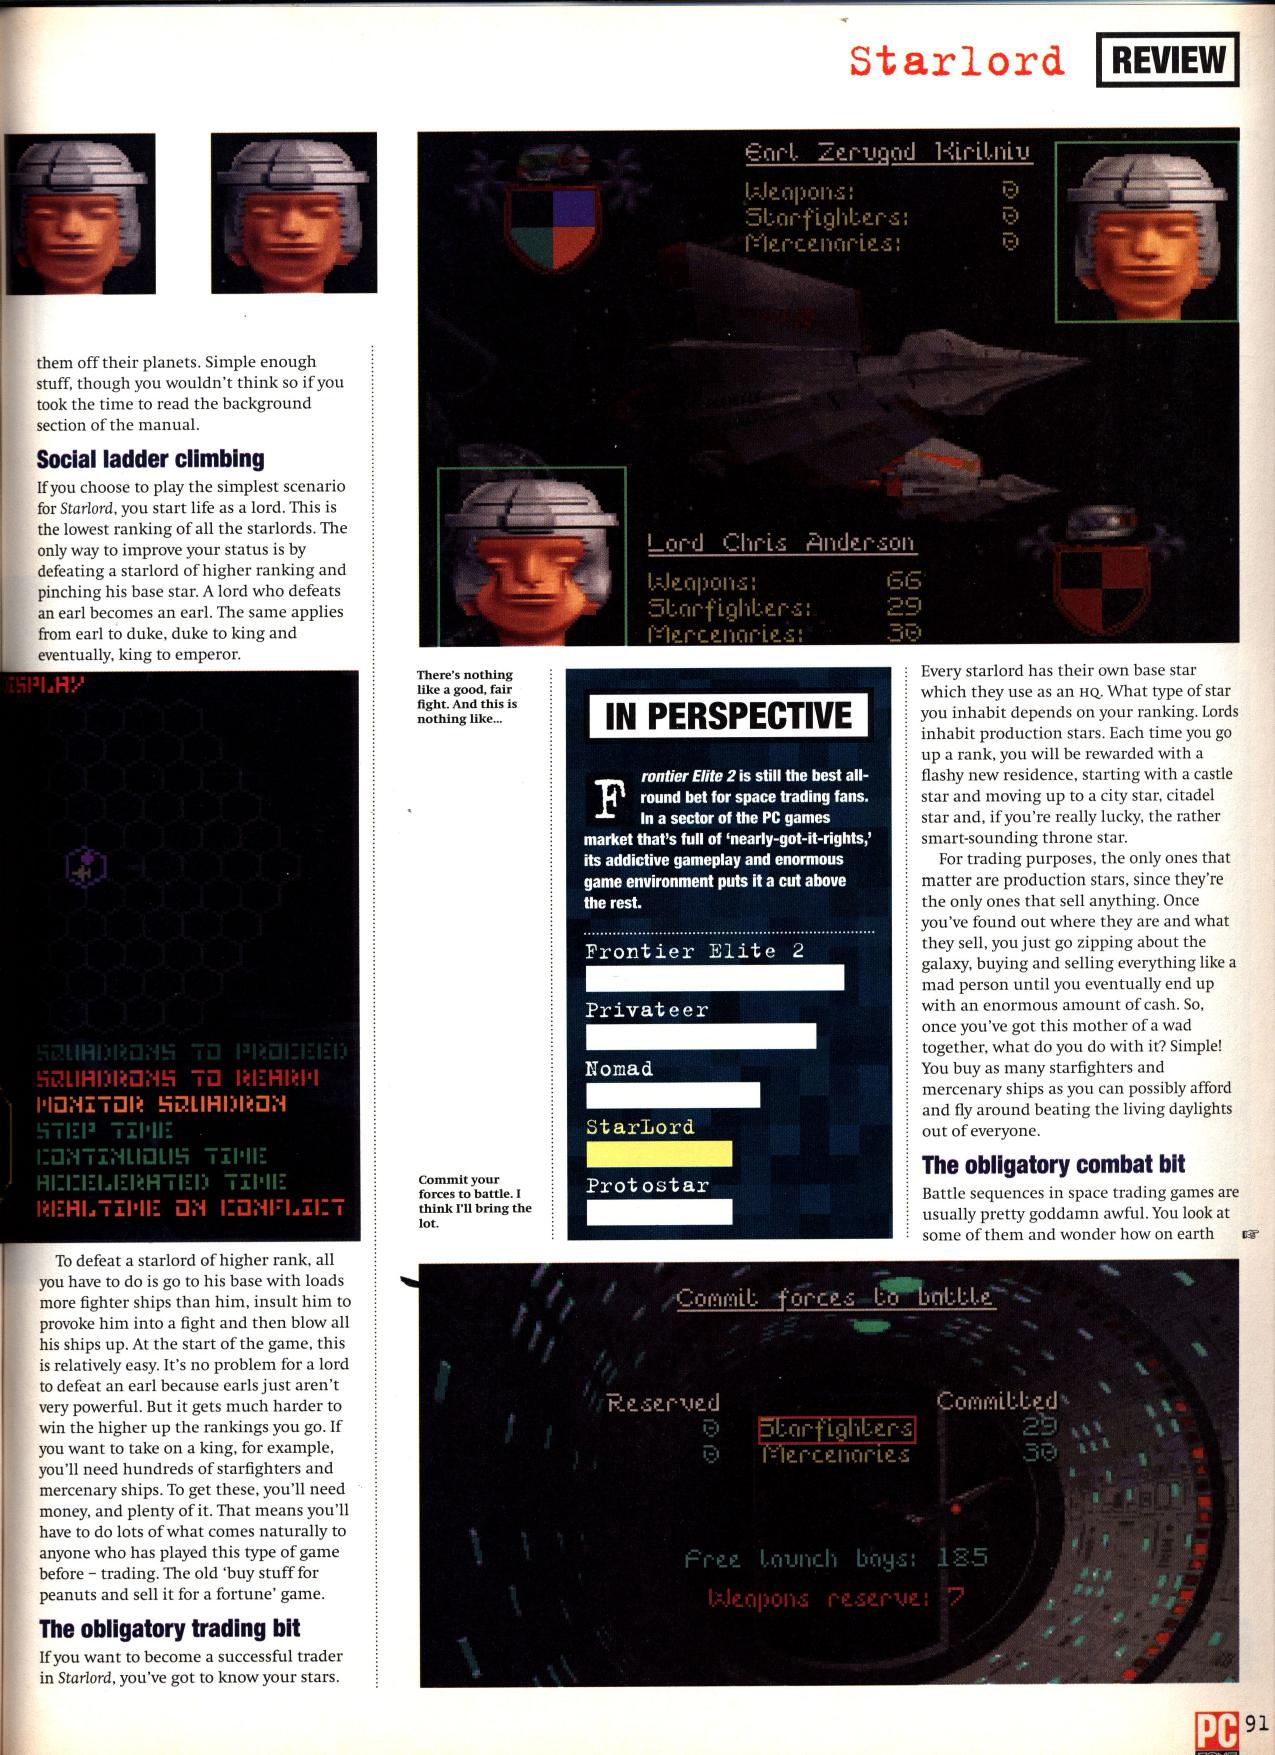 Starlord REVIEW
Earl Zerugad Kirilniv
Weapons: 0
Starfighters: 0
Mercenaries: 0
Lord Chris Anderson
Weapons: 66
Starfighters: 29
Mercenaries: 30
them off their planets. Simple enough
stuff, though you wouldn't think so if you
took the time to read the background
section of the manual.
Social ladder climbing
If you choose to play the simplest scenario
for Starlord, you start life as a lord. This is
the lowest ranking of all the starlords. The
only way to improve your status is by
defeating a starlord of higher ranking and
pinching his base star. A lord who defeats
an earl becomes an earl. The same applies
from earl to duke, duke to king and
eventually, king to emperor.
ISPLAY
SQUADRONS TO PROCEED
SQUADRONS TO REARM
MONITOR SQUADRON
STEP TIME
CONTINUOUS TIME
ACCELERATED TIME
REALTIME ON CONFLICT
To defeat a starlord of higher rank, all
you have to do is go to his base with loads
more fighter ships than him, insult him to
provoke him into a fight and then blow all
his ships up. At the start of the game, this
is relatively easy. It's no problem for a lord
to defeat an earl because earls just aren't
very powerful. But it gets much harder to
win the higher up the rankings you go. If
you want to take on a king, for example,
you'll need hundreds of starfighters and
mercenary ships. To get these, you'll need
money, and plenty of it. That means you'll
have to do lots of what comes naturally to
anyone who has played this type of game
before – trading. The old 'buy stuff for
peanuts and sell it for a fortune' game.
The obligatory trading bit
If you want to become a successful trader
in Starlord, you've got to know your stars.
There's nothing
like a good, fair
fight. And this is
nothing like...
Commit your
forces to battle. I
think I'll bring the
lot.
IN PERSPECTIVE
Frontier Elite 2 is still the best all-
round bet for space trading fans.
In a sector of the PC games
market that's full of 'nearly-got-it-rights,'
its addictive gameplay and enormous
game environment puts it a cut above
the rest.
Frontier Elite 2
Privateer
Nomad
StarLord
Protostar
Every starlord has their own base star
which they use as an HQ. What type of star
you inhabit depends on your ranking. Lords
inhabit production stars. Each time you go
up a rank, you will be rewarded with a
flashy new residence, starting with a castle
star and moving up to a city star, citadel
star and, if you're really lucky, the rather
smart-sounding throne star.
For trading purposes, the only ones that
matter are production stars, since they're
the only ones that sell anything. Once
you've found out where they are and what
they sell, you just go zipping about the
galaxy, buying and selling everything like a
mad person until you eventually end up
with an enormous amount of cash. So,
once you've got this mother of a wad
together, what do you do with it? Simple!
You buy as many starfighters and
mercenary ships as you can possibly afford
and fly around beating the living daylights
out of everyone.
The obligatory combat bit
Battle sequences in space trading games are
usually pretty goddamn awful. You look at
some of them and wonder how on earth
Commit forces to battle
Reserved Committed
0 Starfighters 29
0 Mercenaries 30
Free launch bays: 185
Weapons reserve: 7
PC 91